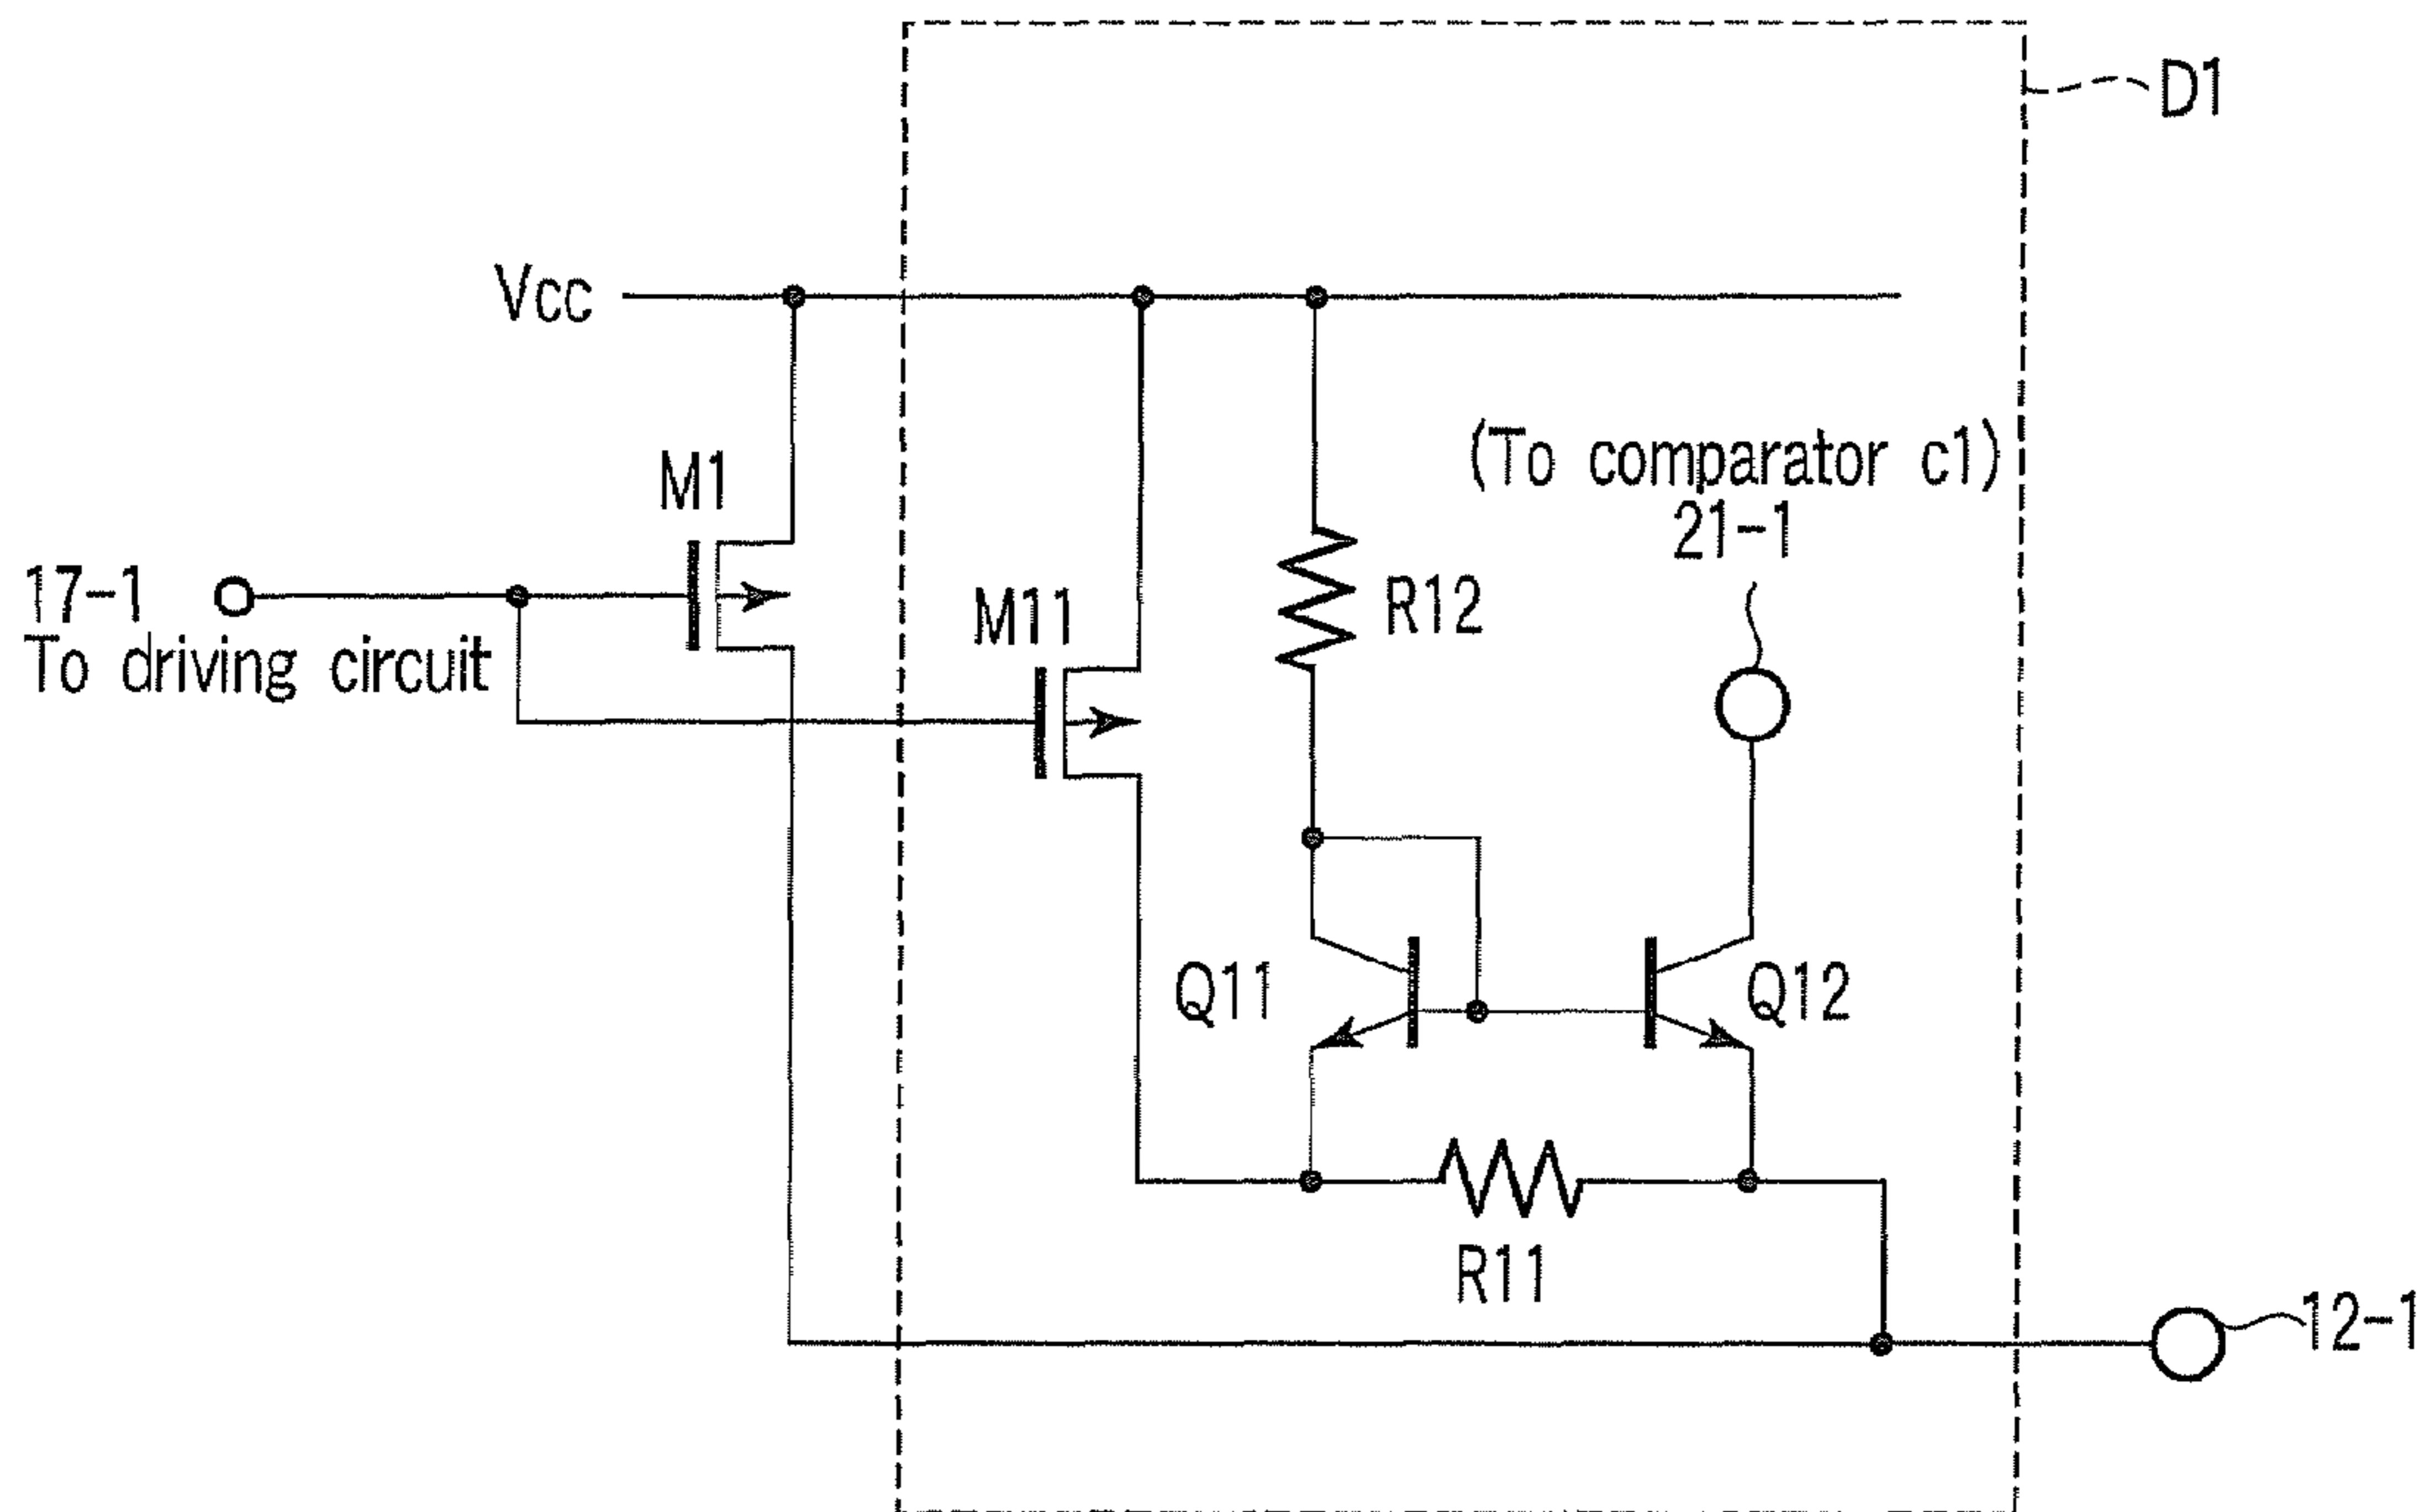 D1
Vcc
(To comparator c1)
21-1
M1
17-1
To driving circuit
M11
R12
Q11
Q12
R11
12-1